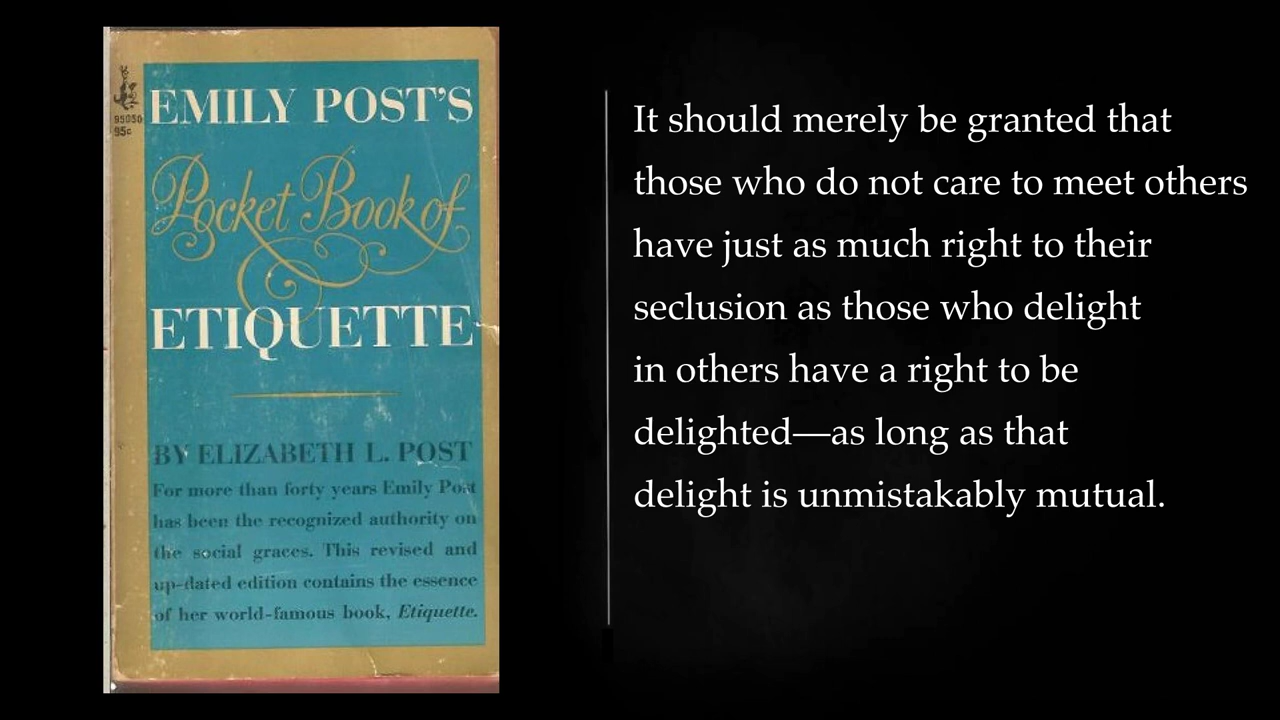 EMILY POST'S
Pocket Book of
ETIQUETTE
95050
95c
BY ELIZABETH L. POST
For more than forty years Emily Post
has been the recognized authority on
the social graces. This revised and
up-dated edition contains the essence
of her world-famous book, Etiquette.
It should merely be granted that
those who do not care to meet others
have just as much right to their
seclusion as those who delight
in others have a right to be
delighted—as long as that
delight is unmistakably mutual.